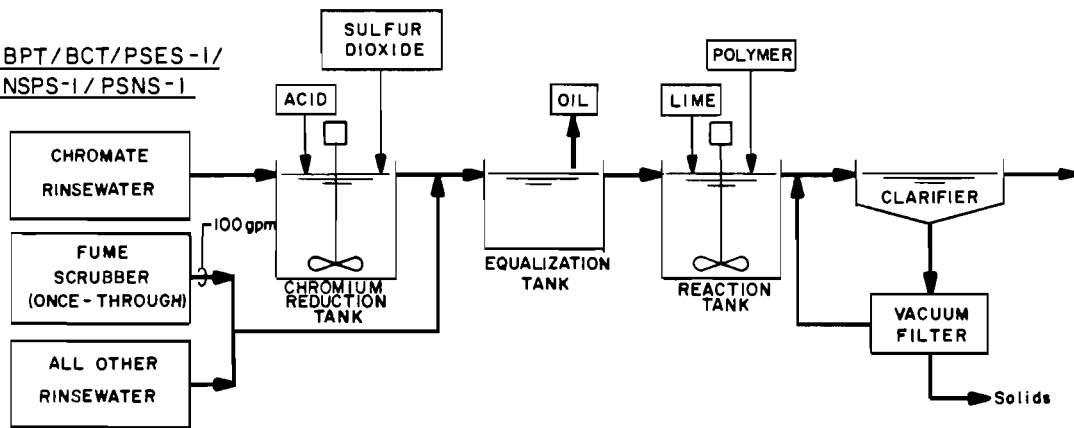 BPT/BCT/PSES-1/
NSPS-1/PSNS-1
SULFUR
DIOXIDE
ACID
CHROMATE
RINSEWATER
CHROMIUM
REDUCTION
TANK
100 gpm
FUME
SCRUBBER
(ONCE-THROUGH)
ALL OTHER
RINSEWATER
OIL
EQUALIZATION
TANK
POLYMER
LIME
REACTION
TANK
CLARIFIER
VACUUM
FILTER
Solids